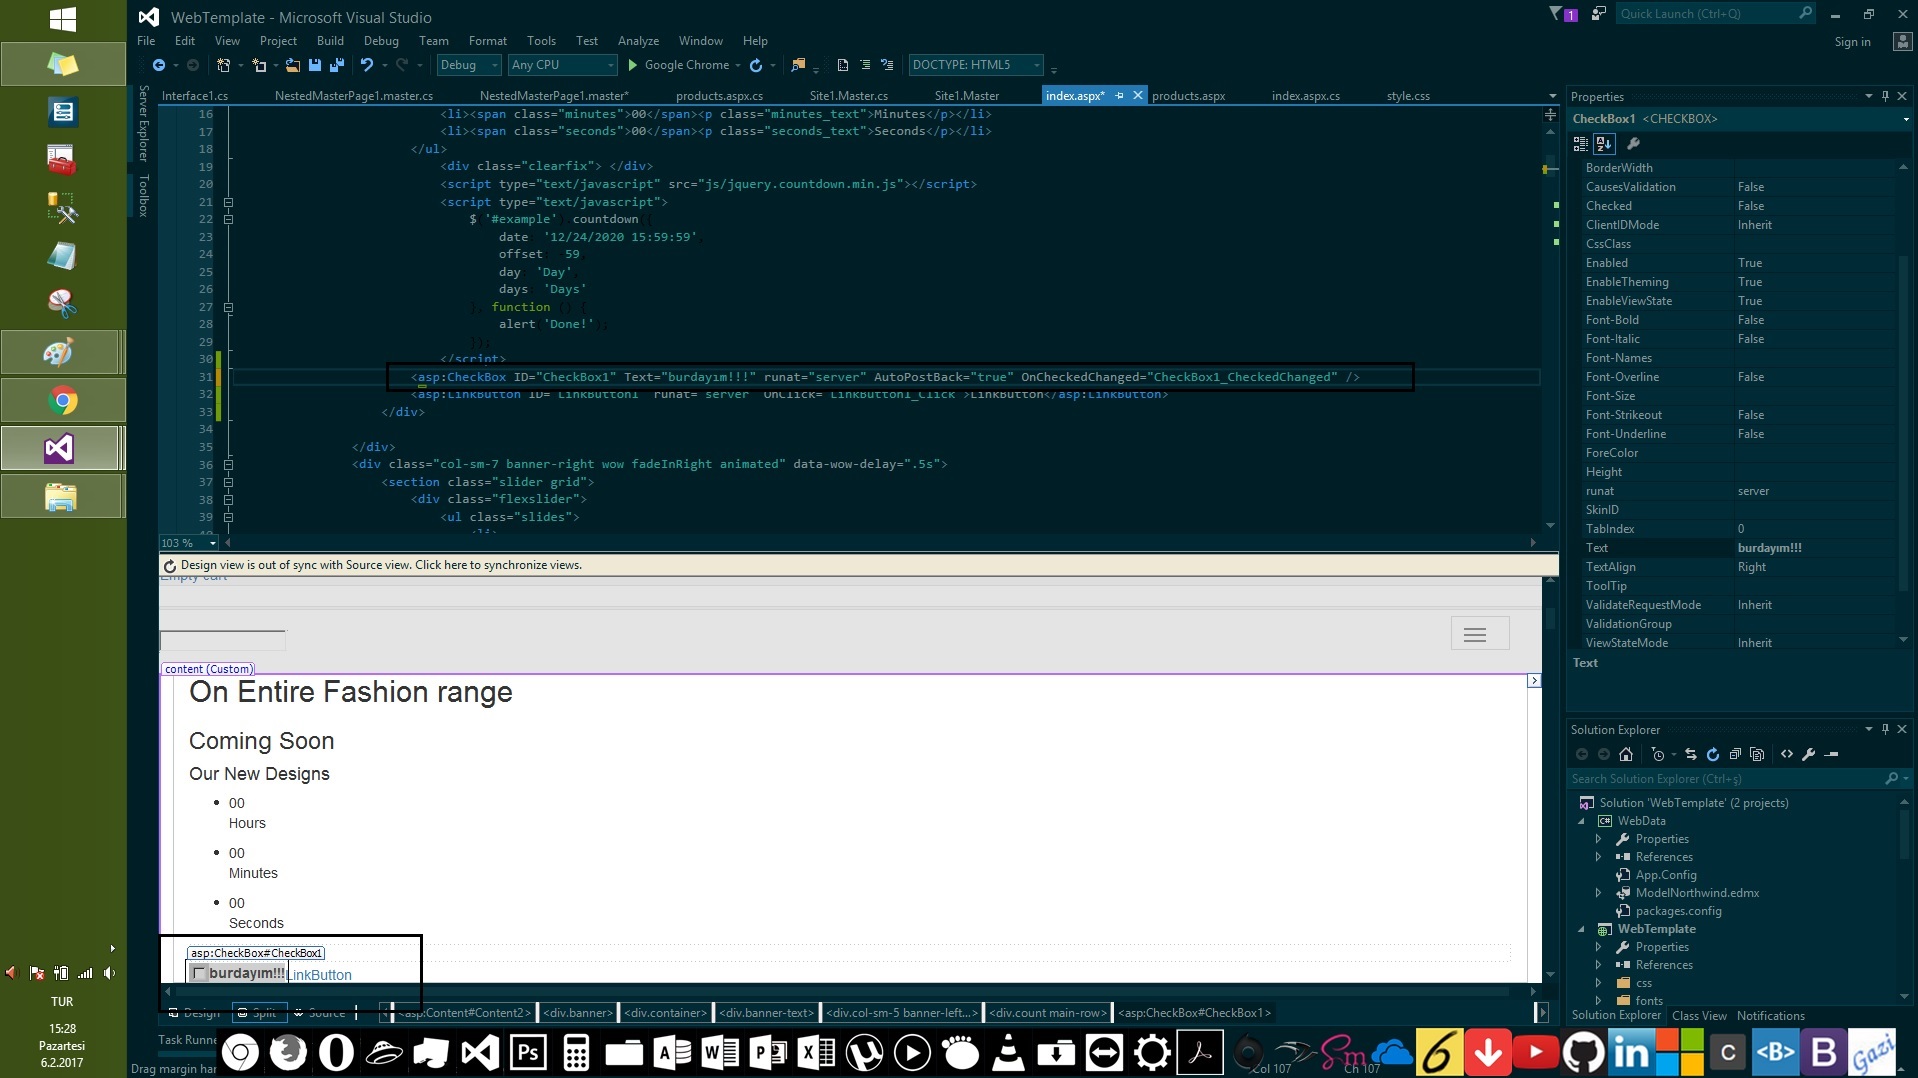 WebTemplate - Microsoft Visual Studio
1
Quick Launch (Ctrl+Q)
File Edit View Project Build Debug Team Format Tools Test Analyze Window Help
Sign in
Debug Any CPU Google Chrome DOCTYPE: HTML5
Server Explorer
Toolbox
Interface1.cs NestedMasterPage1.master.cs NestedMasterPage1.master* products.aspx.cs Site1.Master.cs Site1.Master index.aspx* products.aspx index.aspx.cs style.css
16 <li><span class="minutes">00</span><p class="minutes_text">Minutes</p></li>
17 <li><span class="seconds">00</span><p class="seconds_text">Seconds</p></li>
18 </ul>
19 <div class="clearfix"> </div>
20 <script type="text/javascript" src="js/jquery.countdown.min.js"></script>
21 <script type="text/javascript">
22 $('#example').countdown({
23 date: '12/24/2020 15:59:59',
24 offset: -59,
25 day: 'Day',
26 days: 'Days'
27 }, function () {
28 alert('Done!');
29 });
30 </script>
31 <asp:CheckBox ID="CheckBox1" Text="burdayım!!!" runat="server" AutoPostBack="true" OnCheckedChanged="CheckBox1_CheckedChanged" />
32 <asp:LinkButton ID="LinkButton1" runat="server" OnClick="LinkButton1_Click">LinkButton</asp:LinkButton>
33 </div>
34
35 </div>
36 <div class="col-sm-7 banner-right wow fadeInRight animated" data-wow-delay=".5s">
37 <section class="slider grid">
38 <div class="flexslider">
39 <ul class="slides">
40 <li>
103 %
Design view is out of sync with Source view. Click here to synchronize views.
Empty cart
content (Custom)
On Entire Fashion range
Coming Soon
Our New Designs
00
Hours
00
Minutes
00
Seconds
asp:CheckBox#CheckBox1
burdayım!!!LinkButton
Design Split Source <asp:Content#Content2> <div.banner> <div.container> <div.banner-text> <div.col-sm-5 banner-left...> <div.count main-row> <asp:CheckBox#CheckBox1>
Properties
CheckBox1 <CHECKBOX>
BorderWidth
CausesValidation False
Checked False
ClientIDMode Inherit
CssClass
Enabled True
EnableTheming True
EnableViewState True
Font-Bold False
Font-Italic False
Font-Names
Font-Overline False
Font-Size
Font-Strikeout False
Font-Underline False
ForeColor
Height
runat server
SkinID
TabIndex 0
Text burdayım!!!
TextAlign Right
ToolTip
ValidateRequestMode Inherit
ValidationGroup
ViewStateMode Inherit
Text
Solution Explorer
Search Solution Explorer (Ctrl+ş)
Solution 'WebTemplate' (2 projects)
C# WebData
Properties
References
App.Config
ModelNorthwind.edmx
packages.config
WebTemplate
Properties
References
css
fonts
Solution Explorer Class View Notifications
TUR
15:28
Pazartesi
6.2.2017
Task Runne
Drag margin har
Col 107 Ch 107
Ps A W P X Sm 6 in C <B> B Gazi